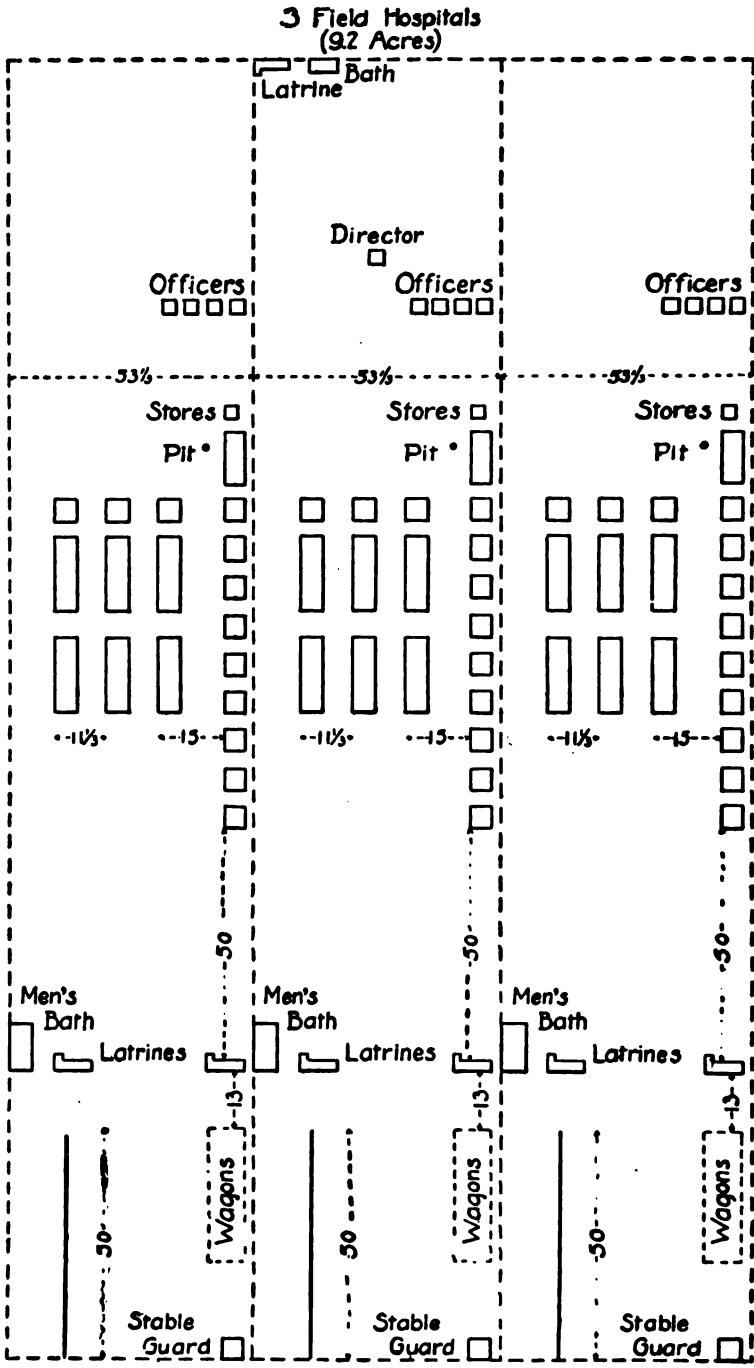 3 Field Hospitals
(9.2 Acres)
Latrine
Bath
Director
Officers
Officers
Officers
53⅓
53⅓
53⅓
Stores
Stores
Stores
Pit
Pit
Pit
11⅓
15
11⅓
15
11⅓
15
50
50
50
Men's
Bath
Men's
Bath
Men's
Bath
Latrines
Latrines
Latrines
13
13
13
Wagons
Wagons
Wagons
50
50
50
Stable
Guard
Stable
Guard
Stable
Guard